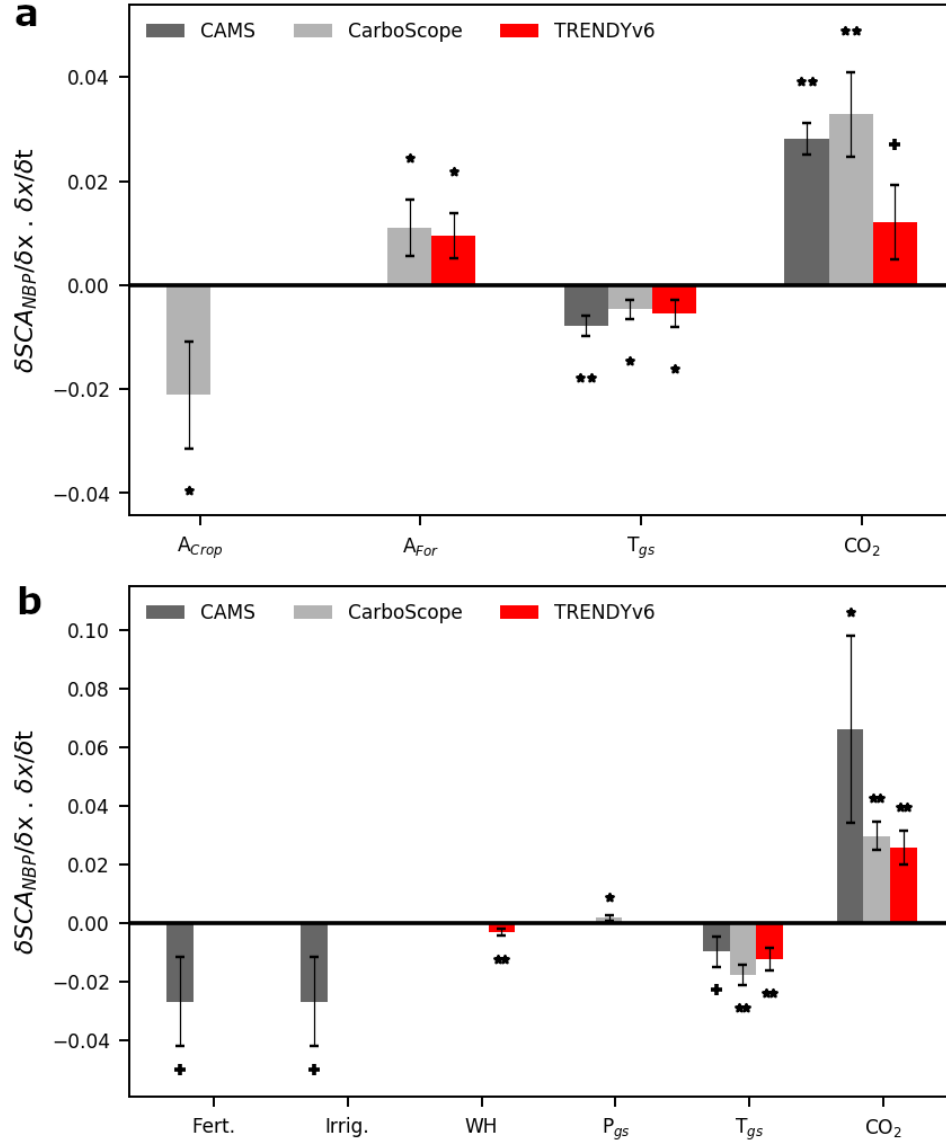 a
CAMS CarboScope TRENDYv6
0.04
0.02
0.00
−0.02
−0.04
δSCA_NBP/δx . δx/δt
A_Crop A_For T_gs CO₂
b
CAMS CarboScope TRENDYv6
0.10
0.08
0.06
0.04
0.02
0.00
−0.02
−0.04
δSCA_NBP/δx . δx/δt
Fert. Irrig. WH P_gs T_gs CO₂